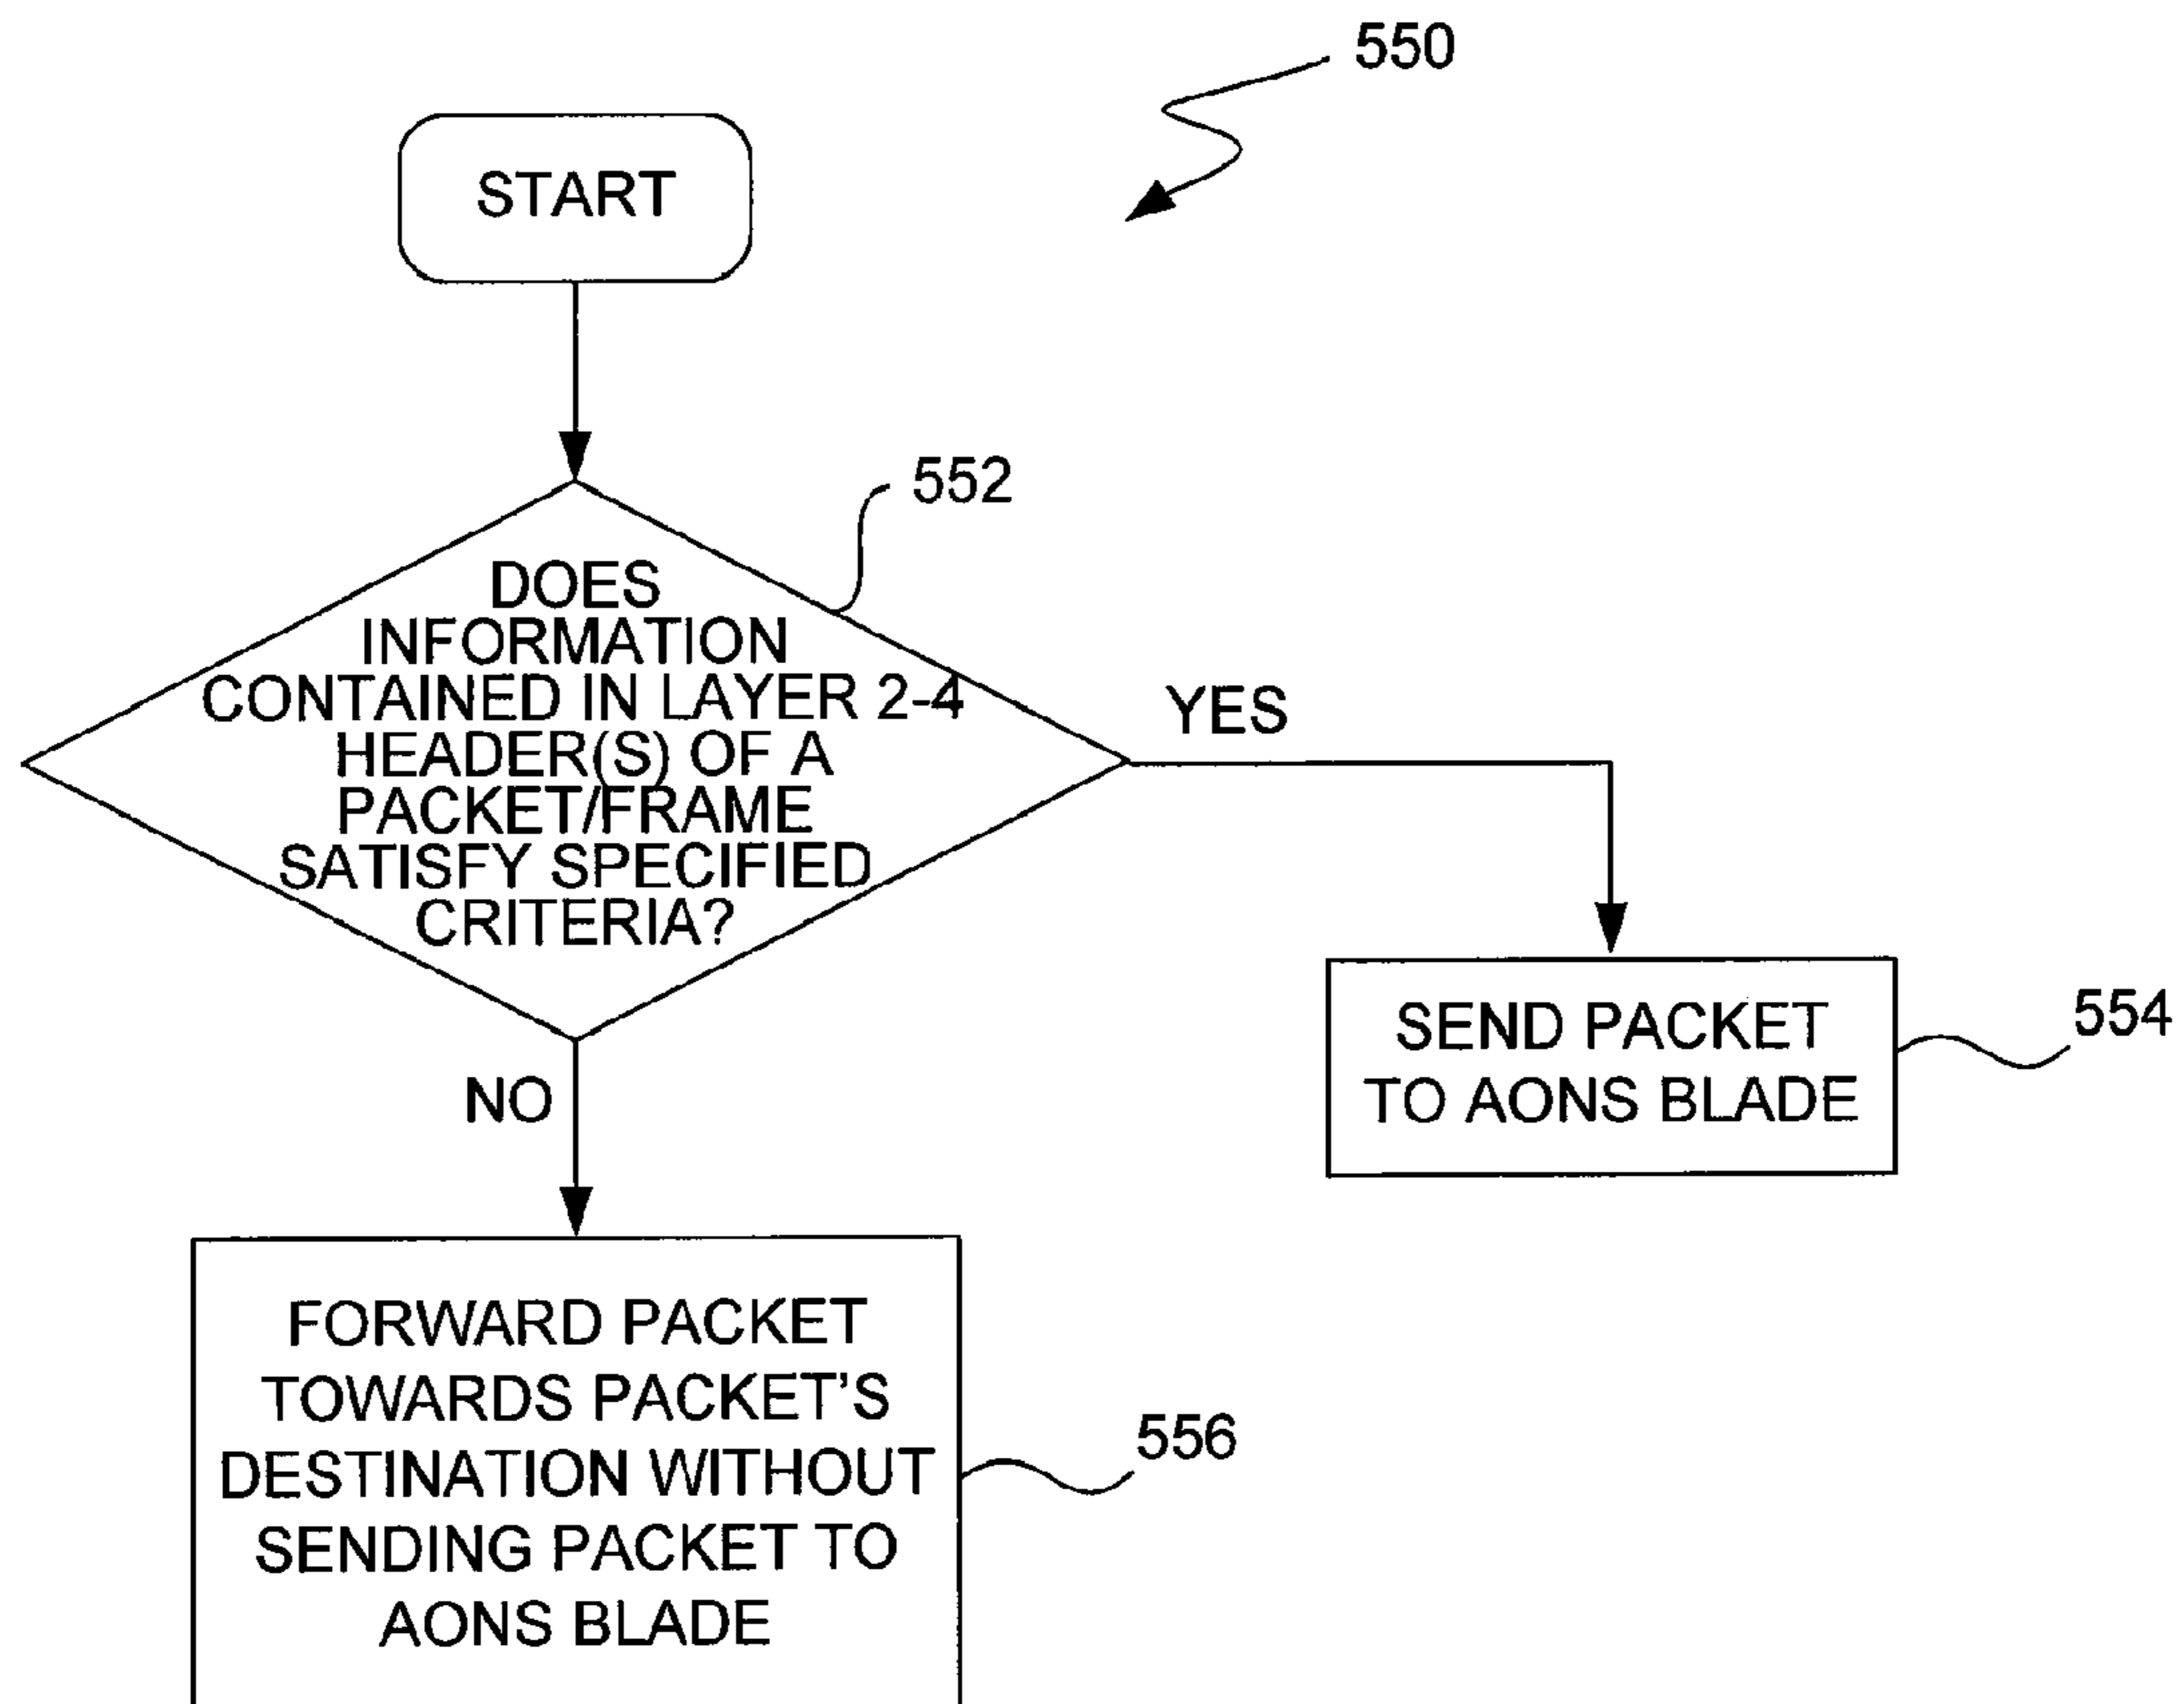 550
START
552
DOES
INFORMATION
CONTAINED IN LAYER 2-4
HEADER(S) OF A
PACKET/FRAME
SATISFY SPECIFIED
CRITERIA?
YES
SEND PACKET
TO AONS BLADE
554
NO
FORWARD PACKET
TOWARDS PACKET'S
DESTINATION WITHOUT
SENDING PACKET TO
AONS BLADE
556